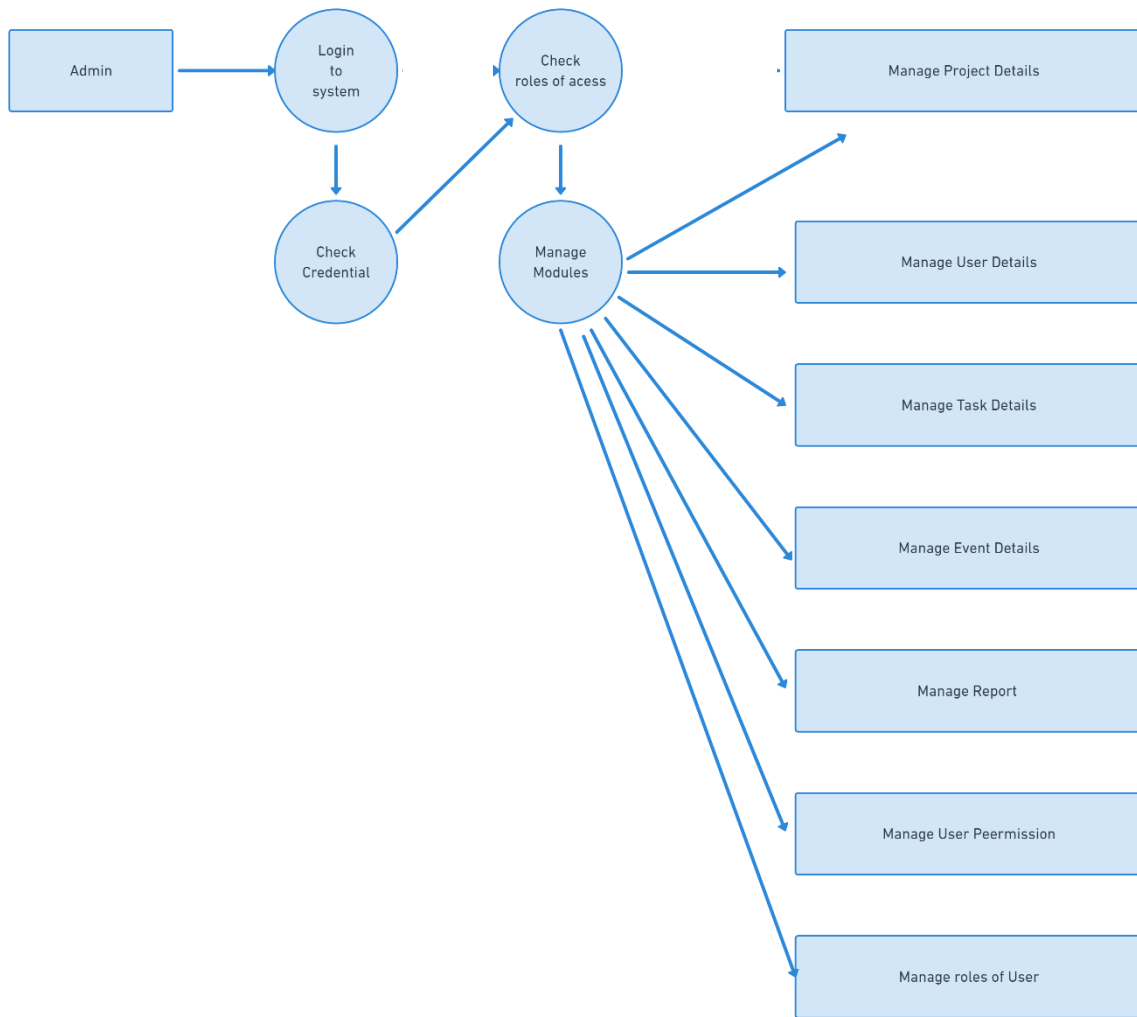 Admin
Login
to
system
Check
roles of acess
Manage Project Details
Check
Credential
Manage
Modules
Manage User Details
Manage Task Details
Manage Event Details
Manage Report
Manage User Peermission
Manage roles of User